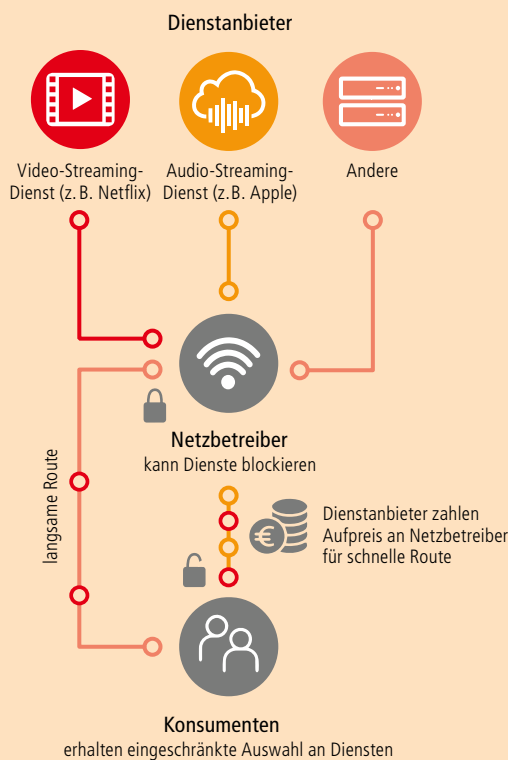 Dienstanbieter
Video-Streaming-
Dienst (z. B. Netflix)
Audio-Streaming-
Dienst (z. B. Apple)
Andere
Netzbetreiber
kann Dienste blockieren
langsame Route
€
Dienstanbieter zahlen
Aufpreis an Netzbetreiber
für schnelle Route
Konsumenten
erhalten eingeschränkte Auswahl an Diensten